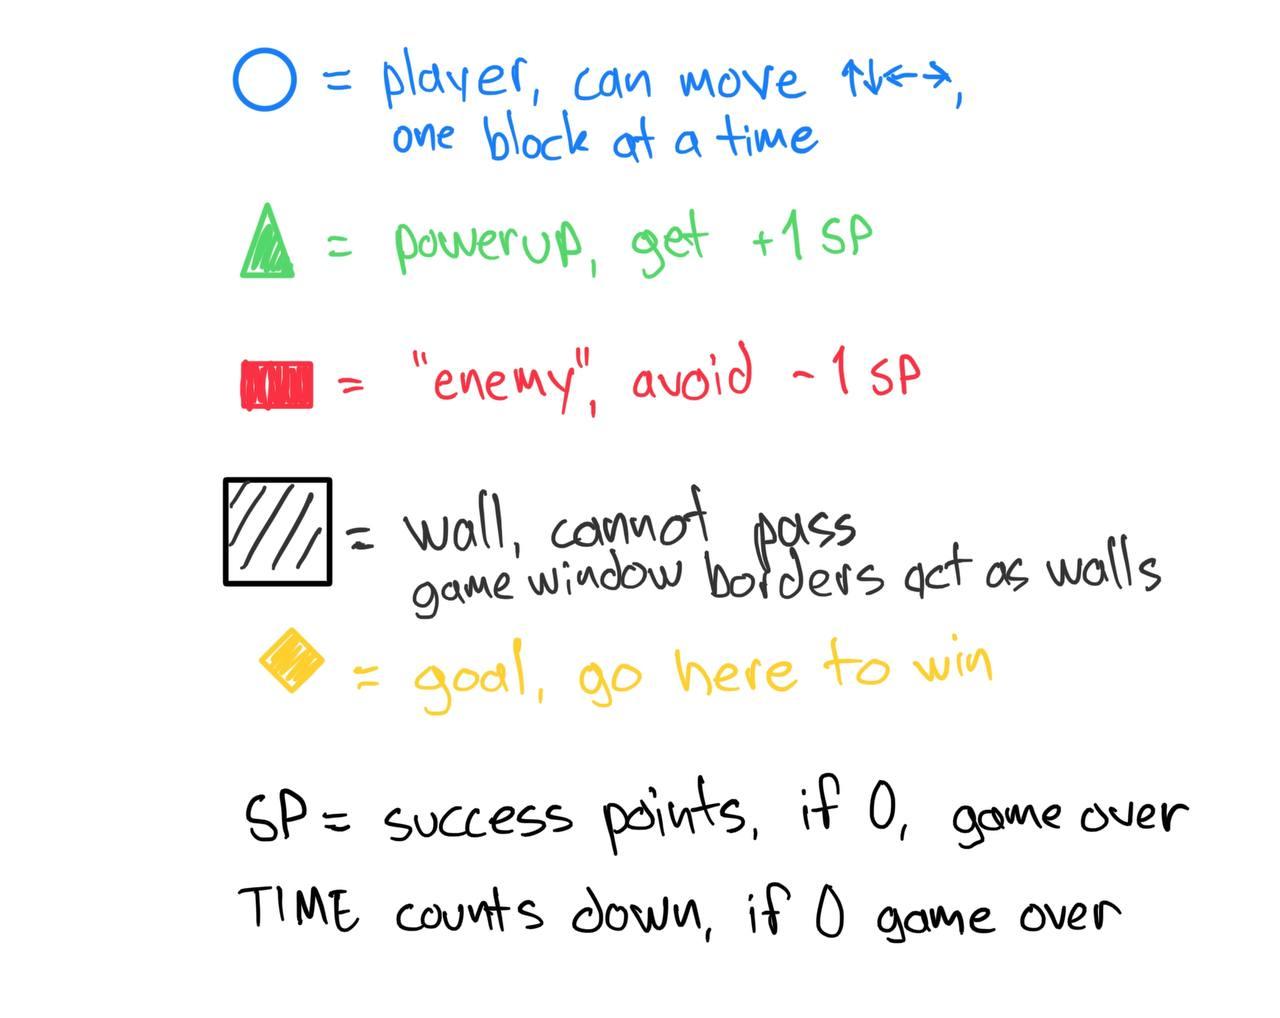 = player, can move ↑↓←→,
one block at a time
= powerup, get +1 SP
= "enemy", avoid -1 SP
= wall, cannot pass
game window borders act as walls
= goal, go here to win
SP = success points, if 0, game over
TIME counts down, if 0 game over